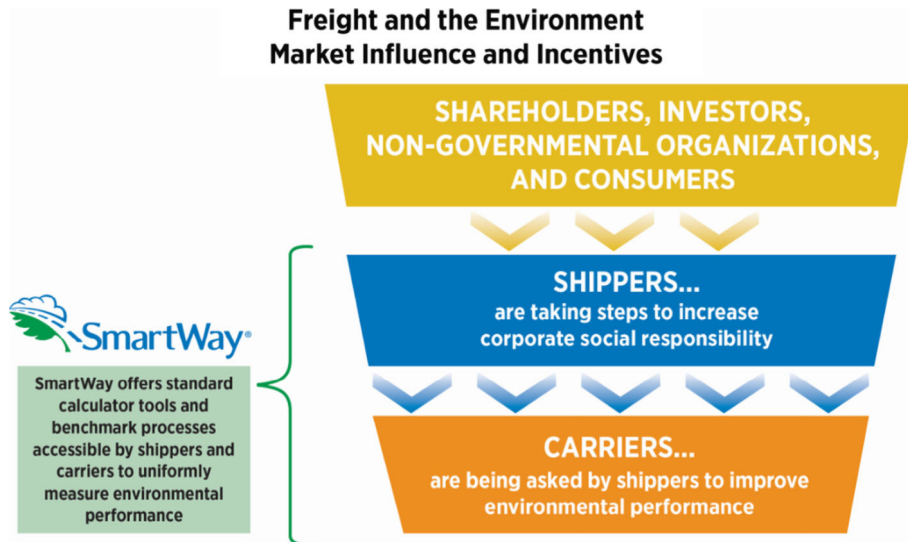 Freight and the Environment
Market Influence and Incentives
SHAREHOLDERS, INVESTORS,
NON-GOVERNMENTAL ORGANIZATIONS,
AND CONSUMERS
SHIPPERS...
are taking steps to increase
corporate social responsibility
SmartWay®
SmartWay offers standard
calculator tools and
benchmark processes
accessible by shippers and
carriers to uniformly
measure environmental
performance
CARRIERS...
are being asked by shippers to improve
environmental performance